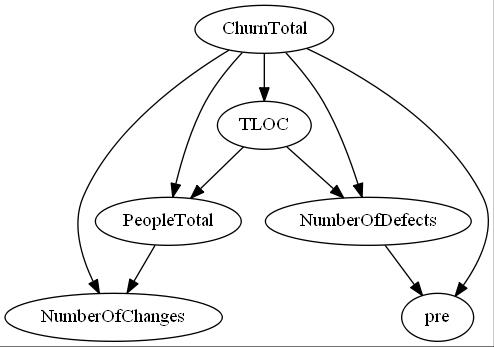 ChurnTotal
TLOC
PeopleTotal
NumberOfDefects
NumberOfChanges
pre